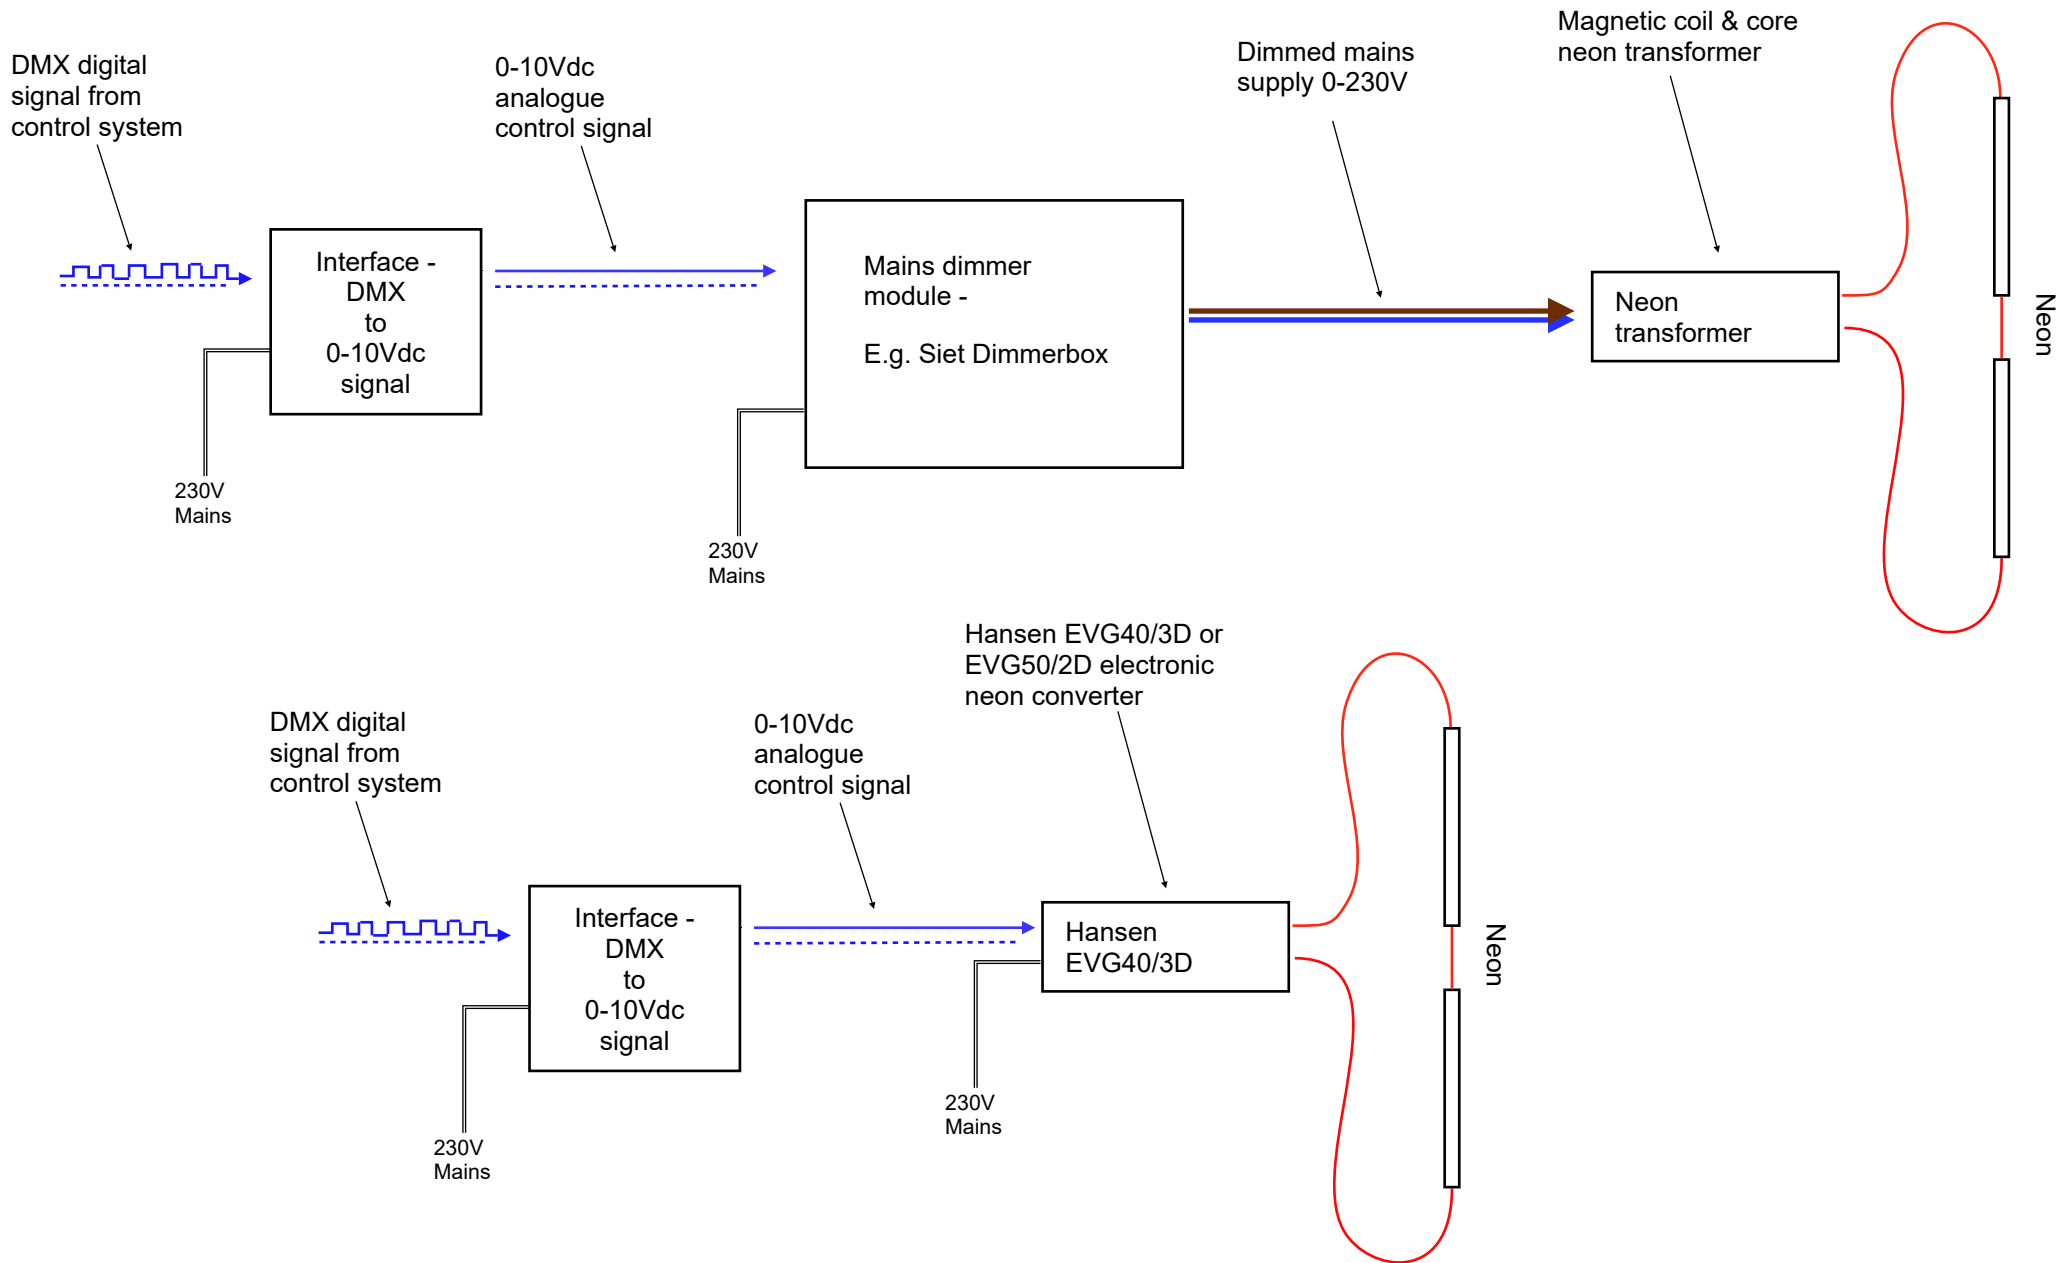 DMX digital
signal from
control system
0-10Vdc
analogue
control signal
Dimmed mains
supply 0-230V
Magnetic coil & core
neon transformer
Interface -
DMX
to
0-10Vdc
signal
230V
Mains
Mains dimmer
module -
E.g. Siet Dimmerbox
230V
Mains
Neon
transformer
Neon
DMX digital
signal from
control system
0-10Vdc
analogue
control signal
Hansen EVG40/3D or
EVG50/2D electronic
neon converter
Interface -
DMX
to
0-10Vdc
signal
230V
Mains
Hansen
EVG40/3D
230V
Mains
Neon